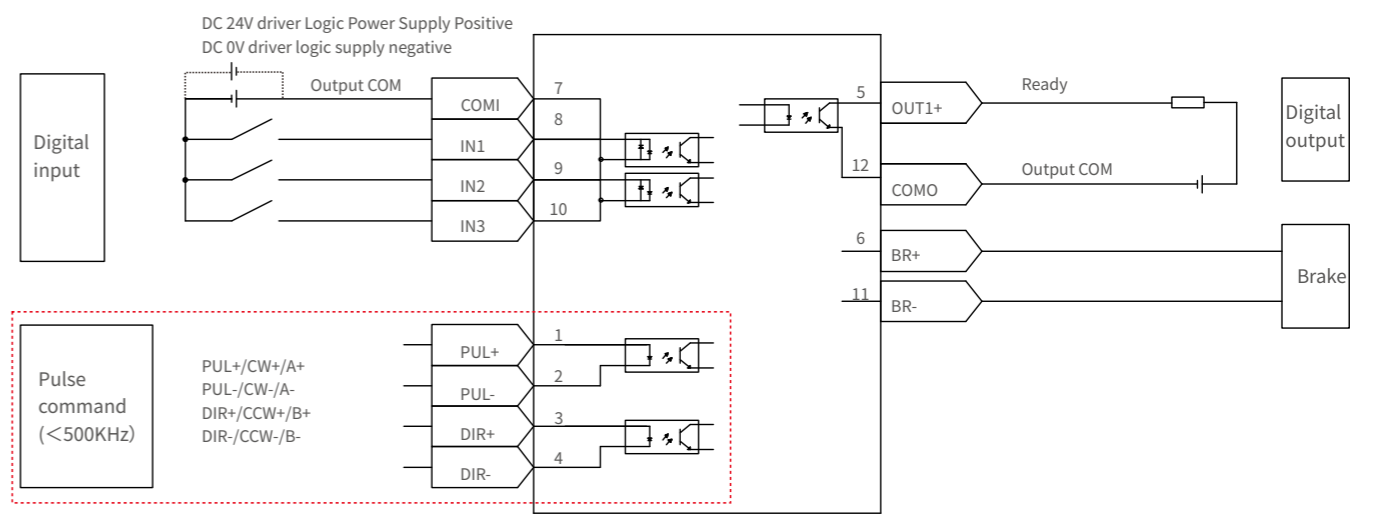 DC 24V driver Logic Power Supply Positive
DC 0V driver logic supply negative
Digital
input
Output COM
COMI
IN1
IN2
IN3
7
8
9
10
5
OUT1+
Ready
12
COMO
Output COM
Digital
output
6
BR+
11
BR-
Brake
Pulse
command
(＜500KHz)
PUL+/CW+/A+
PUL-/CW-/A-
DIR+/CCW+/B+
DIR-/CCW-/B-
PUL+
PUL-
DIR+
DIR-
1
2
3
4